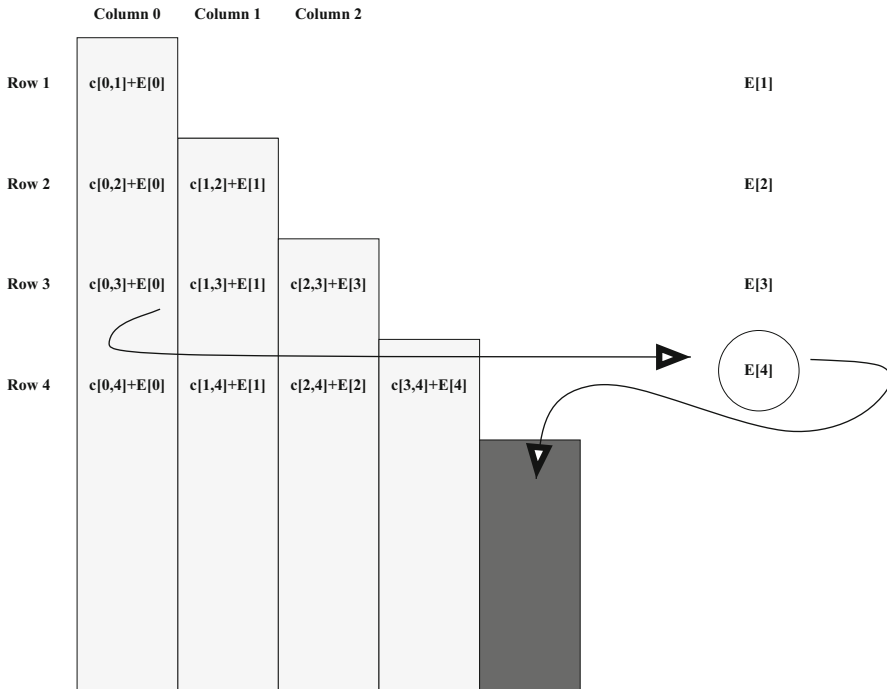 Column 0 Column 1 Column 2
Row 1 c[0,1]+E[0] E[1]
Row 2 c[0,2]+E[0] c[1,2]+E[1] E[2]
Row 3 c[0,3]+E[0] c[1,3]+E[1] c[2,3]+E[3] E[3]
E[4]
Row 4 c[0,4]+E[0] c[1,4]+E[1] c[2,4]+E[2] c[3,4]+E[4]